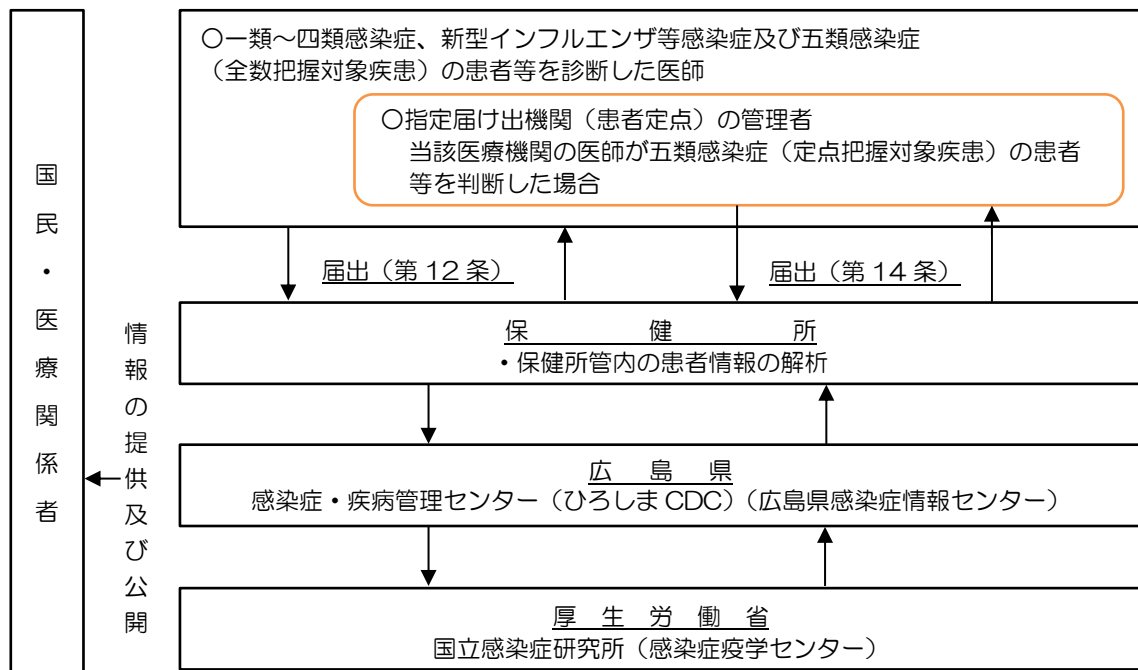 国民・医療関係者
情報の提供及び公開
〇一類～四類感染症、新型インフルエンザ等感染症及び五類感染症
（全数把握対象疾患）の患者等を診断した医師
〇指定届け出機関（患者定点）の管理者
当該医療機関の医師が五類感染症（定点把握対象疾患）の患者
等を判断した場合
届出（第 12 条）
届出（第 14 条）
保　健　所
・保健所管内の患者情報の解析
広　島　県
感染症・疾病管理センター（ひろしま CDC）（広島県感染症情報センター）
厚　生　労　働　省
国立感染症研究所（感染症疫学センター）